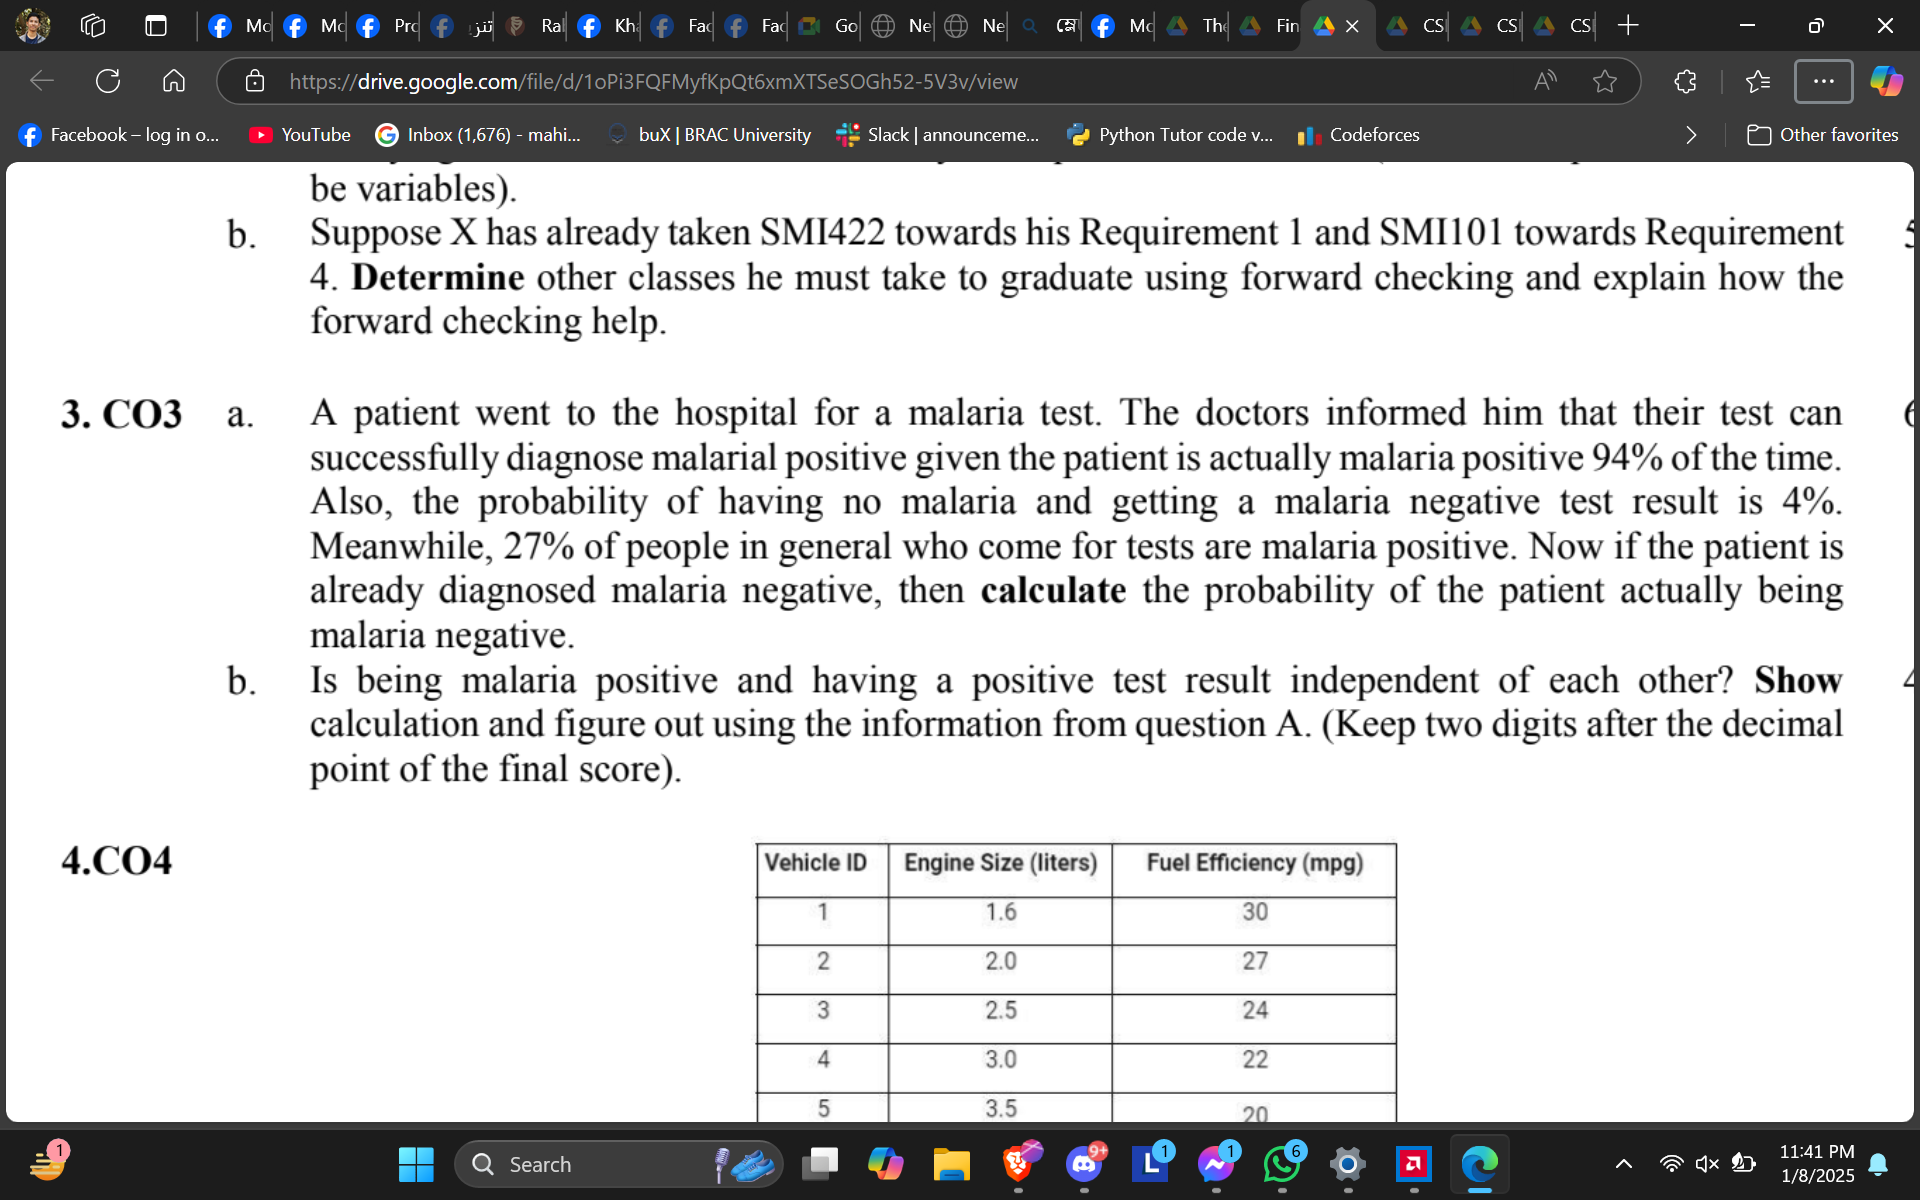 Mc
Mc
Prc
تنز
Ral
Kh
Fac
Fac
Go
Ne
Ne
Mc
The
Fin
CS
CS
CS
https://drive.google.com/file/d/1oPi3FQFMyfKpQt6xmXTSeSOGh52-5V3v/view
Facebook – log in o...
YouTube
Inbox (1,676) - mahi...
buX | BRAC University
Slack | announceme...
Python Tutor code v...
Codeforces
Other favorites
be variables).
b. Suppose X has already taken SMI422 towards his Requirement 1 and SMI101 towards Requirement
4. Determine other classes he must take to graduate using forward checking and explain how the
forward checking help.
3. CO3 a. A patient went to the hospital for a malaria test. The doctors informed him that their test can
successfully diagnose malarial positive given the patient is actually malaria positive 94% of the time.
Also, the probability of having no malaria and getting a malaria negative test result is 4%.
Meanwhile, 27% of people in general who come for tests are malaria positive. Now if the patient is
already diagnosed malaria negative, then calculate the probability of the patient actually being
malaria negative.
b. Is being malaria positive and having a positive test result independent of each other? Show
calculation and figure out using the information from question A. (Keep two digits after the decimal
point of the final score).
4.CO4
Vehicle ID Engine Size (liters) Fuel Efficiency (mpg)
1 1.6 30
2 2.0 27
3 2.5 24
4 3.0 22
5 3.5 20
1
Search
9+
1
1
6
11:41 PM
1/8/2025